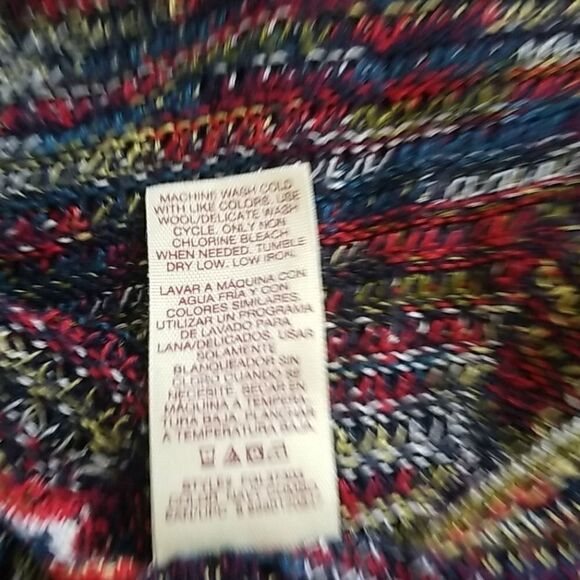 MACHINE WASH COLD
WITH LIKE COLORS. USE
WOOL/DELICATE WASH
CYCLE. ONLY NON
CHLORINE BLEACH
WHEN NEEDED. TUMBLE
DRY LOW. LOW IRON.
LAVAR A MÁQUINA CON
AGUA FRÍA Y CON
COLORES SIMILARES.
UTILIZAR UN PROGRAMA
DE LAVADO PARA
LANA/DELICADOS. USAR
SOLAMENTE
BLANQUEADOR SIN
CLORO CUANDO SE
NECESITE. SECAR EN
MÁQUINA A TEMPERA-
TURA BAJA. PLANCHAR
A TEMPERATURA BAJA